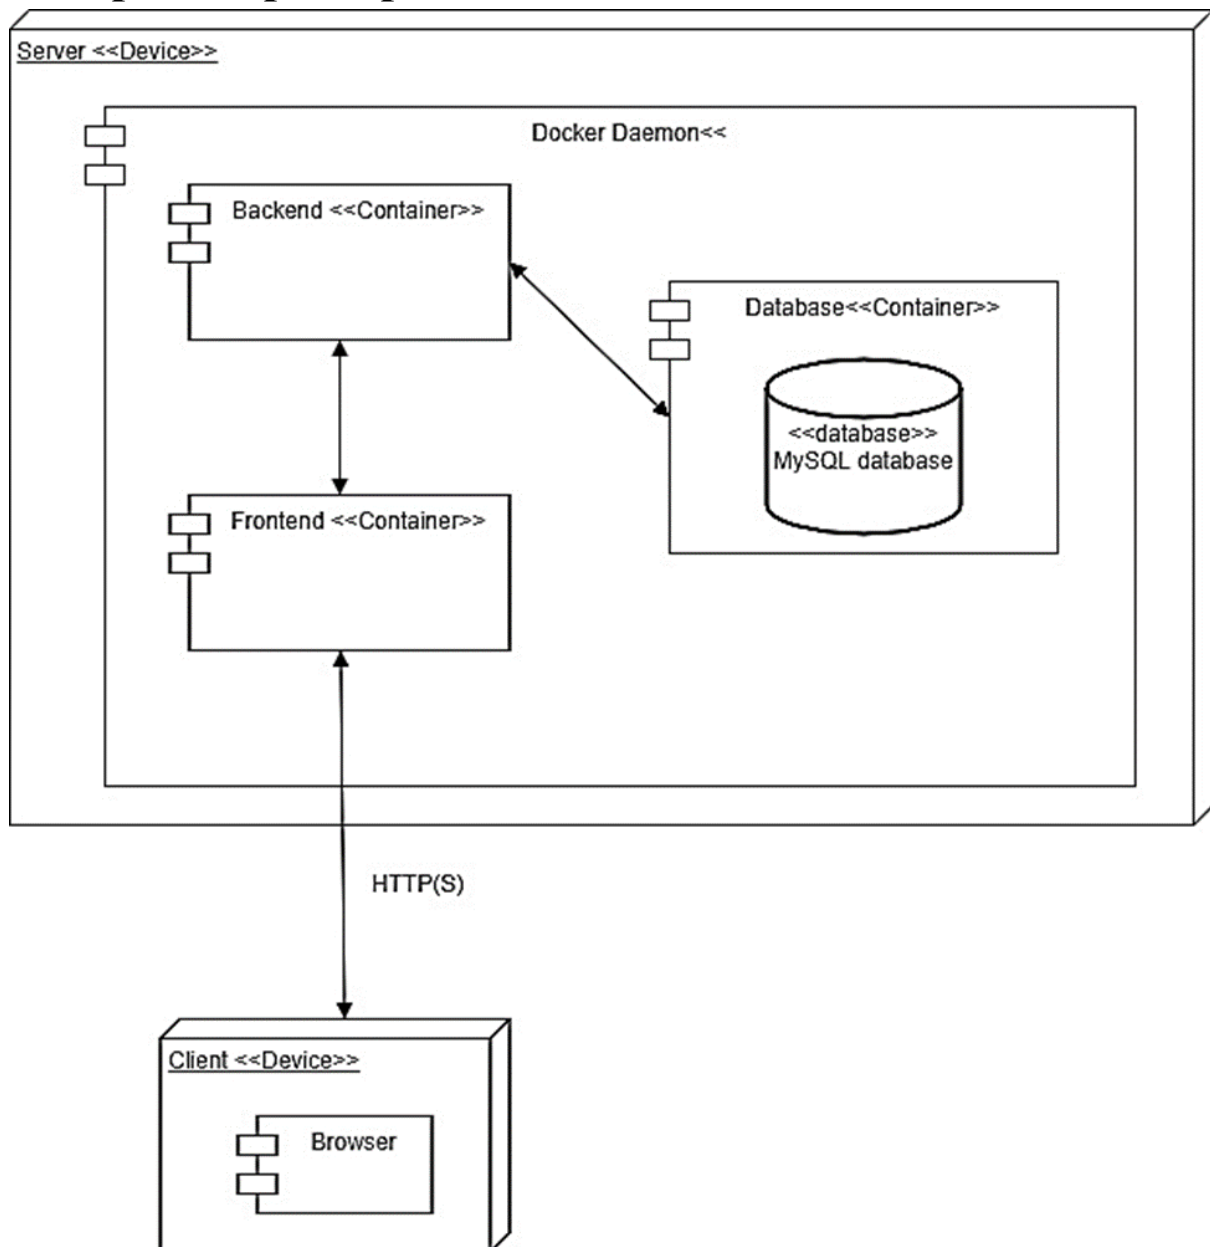 Server <<Device>>
Docker Daemon<<
Backend <<Container>>
Database<<Container>>
<<database>>
MySQL database
Frontend <<Container>>
HTTP(S)
Client <<Device>>
Browser